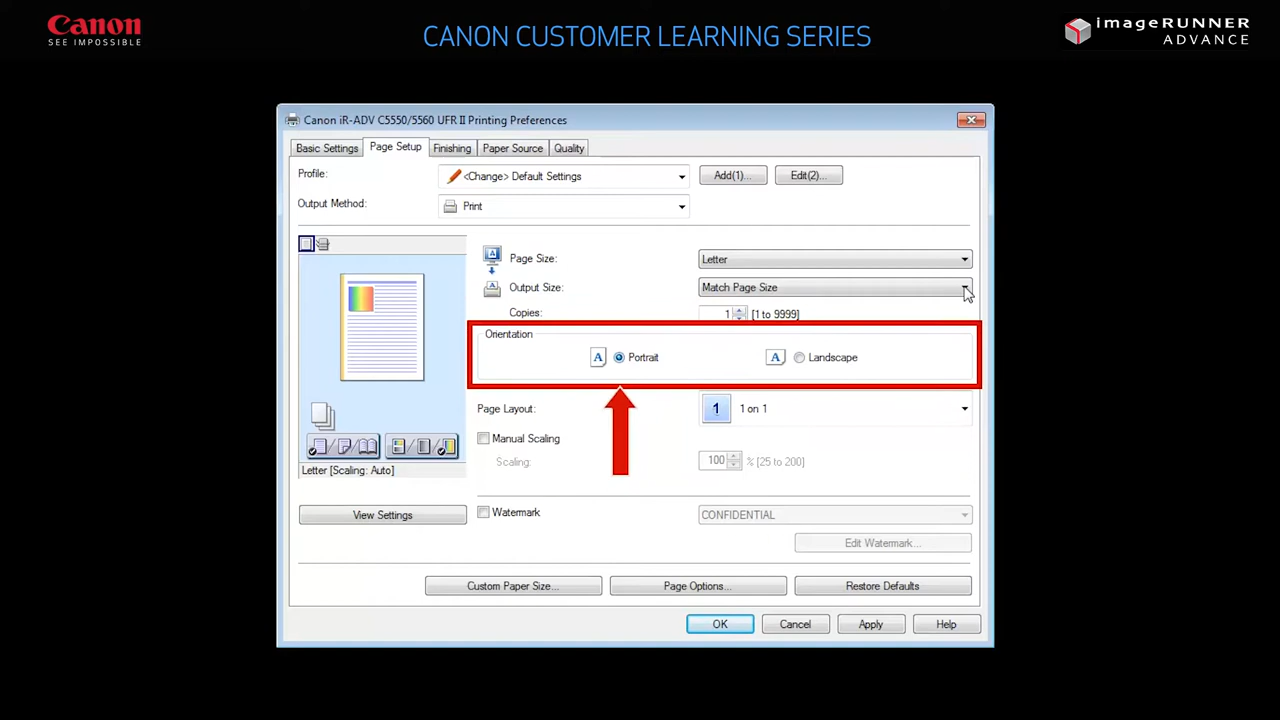 Canon
SEE IMPOSSIBLE
CANON CUSTOMER LEARNING SERIES
imageRUNNER
ADVANCE
Canon iR-ADV C5550/5560 UFR II Printing Preferences
Basic Settings Page Setup Finishing Paper Source Quality
Profile: <Change> Default Settings Add(1)... Edit(2)...
Output Method: Print
Page Size: Letter
Output Size: Match Page Size
Copies: 1 [1 to 9999]
Orientation
A Portrait A Landscape
Page Layout: 1 1 on 1
Manual Scaling
Scaling: 100 % [25 to 200]
Letter [Scaling: Auto]
View Settings
Watermark CONFIDENTIAL
Edit Watermark...
Custom Paper Size... Page Options... Restore Defaults
OK Cancel Apply Help